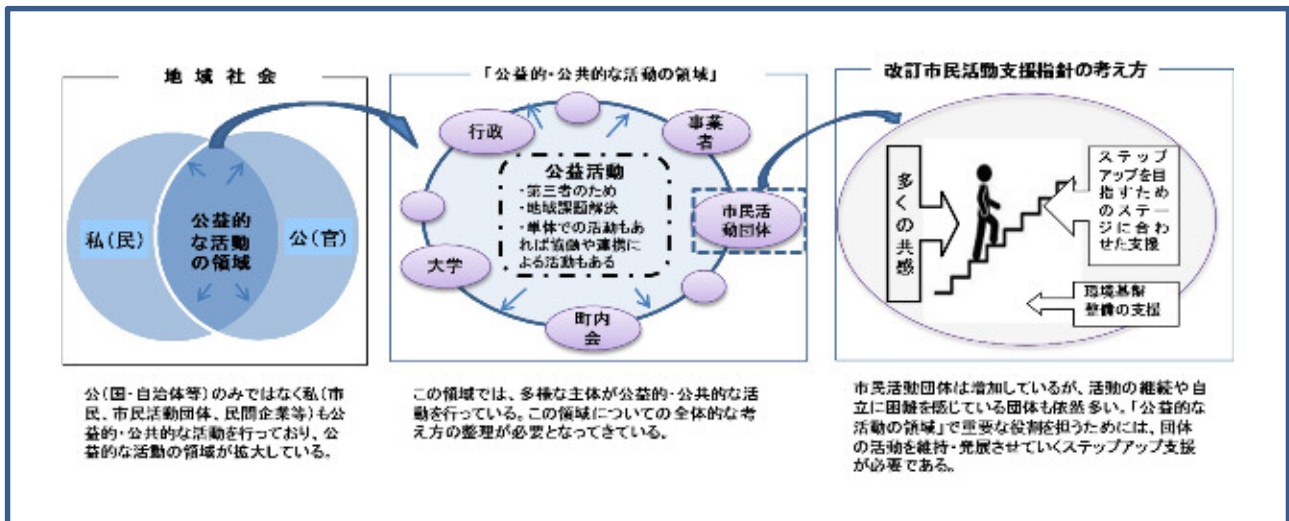 地域社会
私(民)
公益的
な活動
の領域
公(官)
公(国・自治体等)のみではなく私(市
民、市民活動団体、民間企業等)も公
益的・公共的な活動を行っており、公
益的な活動の領域が拡大している。
「公益的・公共的な活動の領域」
行政
事業
者
公益活動
・第三者のため
・地域課題解決
・単体での活動もあ
れば協働や連携に
よる活動もある
市民活
動団体
大学
町内
会
この領域では、多様な主体が公益的・公共的な活
動を行っている。この領域についての全体的な考
え方の整理が必要となってきている。
改訂市民活動支援指針の考え方
多くの共感
ステップ
アップを目
指すため
のステー
ジに合わ
せた支援
環境基盤
整備の支援
市民活動団体は増加しているが、活動の継続や自
立に困難を感じている団体も依然多い。「公益的な
活動の領域」で重要な役割を担うためには、団体
の活動を維持・発展させていくステップアップ支援
が必要である。